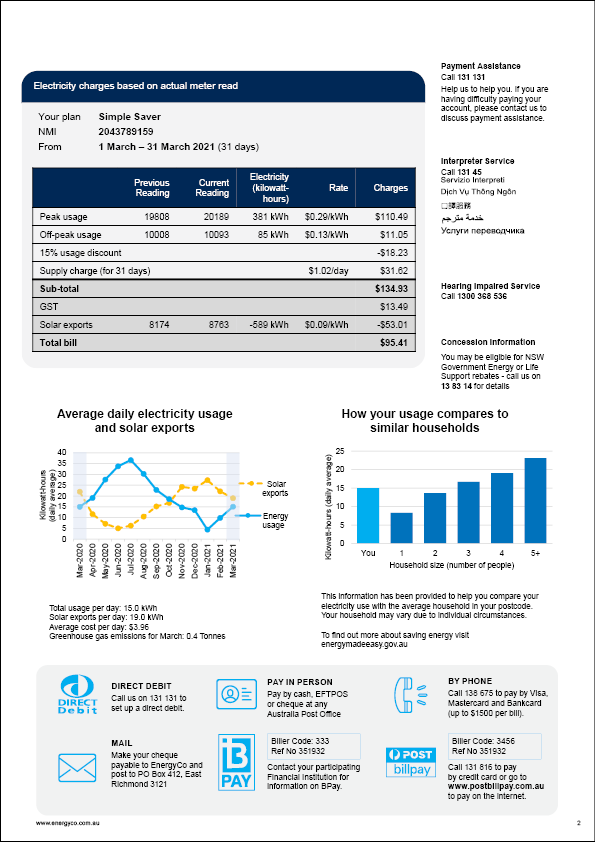 Electricity charges based on actual meter read
Your plan Simple Saver
NMI 2043789159
From 1 March – 31 March 2021 (31 days)
Previous Reading Current Reading Electricity (kilowatt-hours) Rate Charges
Peak usage 19808 20189 381 kWh $0.29/kWh $110.49
Off-peak usage 10008 10093 85 kWh $0.13/kWh $11.05
15% usage discount -$18.23
Supply charge (for 31 days) $1.02/day $31.62
Sub-total $134.93
GST $13.49
Solar exports 8174 8763 -589 kWh $0.09/kWh -$53.01
Total bill $95.41
Payment Assistance
Call 131 131
Help us to help you. If you are
having difficulty paying your
account, please contact us to
discuss payment assistance.
Interpreter Service
Call 131 45
Servizio Interpreti
Dịch Vụ Thông Ngôn
□譯服務
خدمة مترجم
Услуги переводчика
Hearing Impaired Service
Call 1300 368 536
Concession Information
You may be eligible for NSW
Government Energy or Life
Support rebates - call us on
13 83 14 for details
Average daily electricity usage
and solar exports
Kilowatt-hours
(daily average)
40
35
30
25
20
15
10
5
0
Mar-2020
Apr-2020
May-2020
Jun-2020
Jul-2020
Aug-2020
Sep-2020
Oct-2020
Nov-2020
Dec-2020
Jan-2021
Feb-2021
Mar-2021
Solar
exports
Energy
usage
Total usage per day: 15.0 kWh
Solar exports per day: 19.0 kWh
Average cost per day: $3.96
Greenhouse gas emissions for March: 0.4 Tonnes
How your usage compares to
similar households
Kilowatt-hours (daily average)
25
20
15
10
5
0
You 1 2 3 4 5+
Household size (number of people)
This information has been provided to help you compare your
electricity use with the average household in your postcode.
Your household may vary due to individual circumstances.
To find out more about saving energy visit
energymadeeasy.gov.au
DIRECT
Debit
DIRECT DEBIT
Call us on 131 131 to
set up a direct debit.
PAY IN PERSON
Pay by cash, EFTPOS
or cheque at any
Australia Post Office
BY PHONE
Call 138 675 to pay by Visa,
Mastercard and Bankcard
(up to $1500 per bill).
MAIL
Make your cheque
payable to EnergyCo and
post to PO Box 412, East
Richmond 3121
B
PAY
Biller Code: 333
Ref No 351932
Contact your participating
Financial Institution for
information on BPay.
POST
billpay
Biller Code: 3456
Ref No 351932
Call 131 816 to pay
by credit card or go to
www.postbillpay.com.au
to pay on the internet.
www.energyco.com.au
2